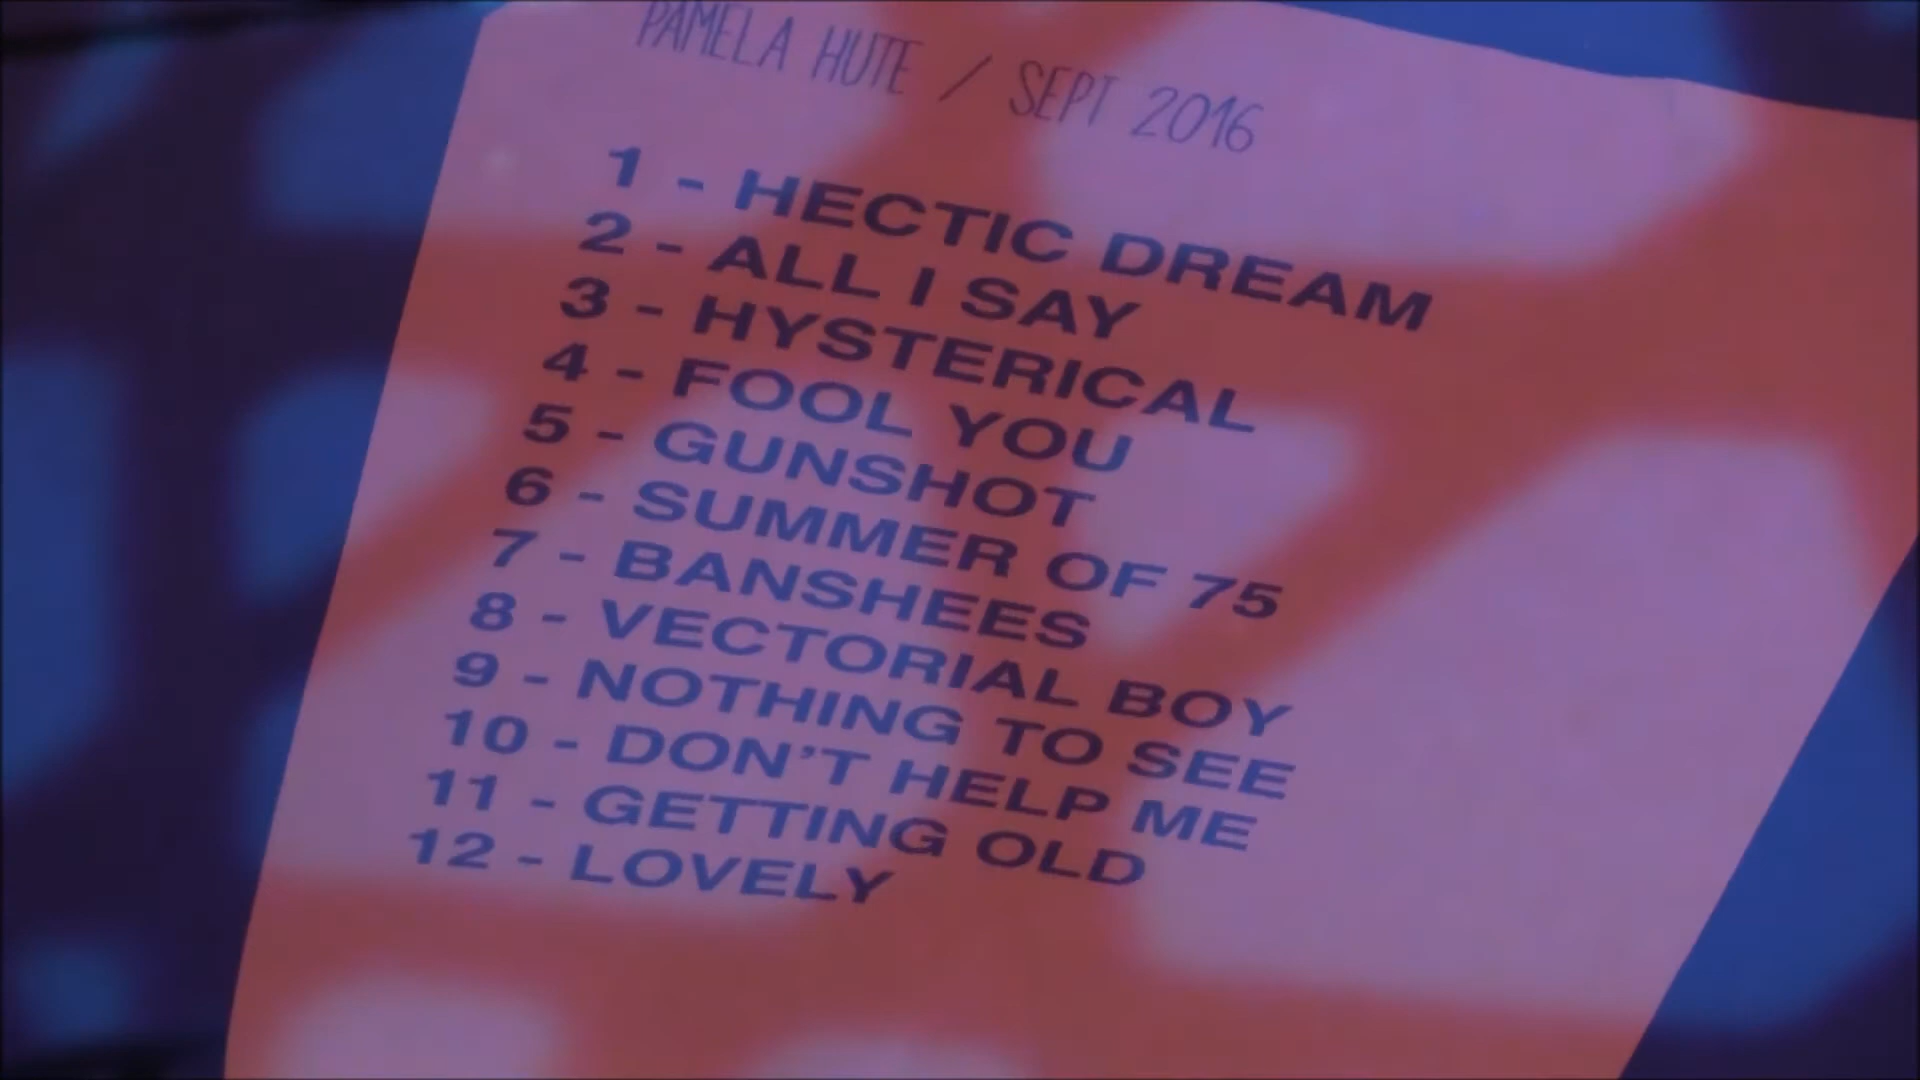 PAMELA HUTE / SEPT 2016
1 - HECTIC DREAM
2 - ALL I SAY
3 - HYSTERICAL
4 - FOOL YOU
5 - GUNSHOT
6 - SUMMER OF 75
7 - BANSHEES
8 - VECTORIAL BOY
9 - NOTHING TO SEE
10 - DON'T HELP ME
11 - GETTING OLD
12 - LOVELY